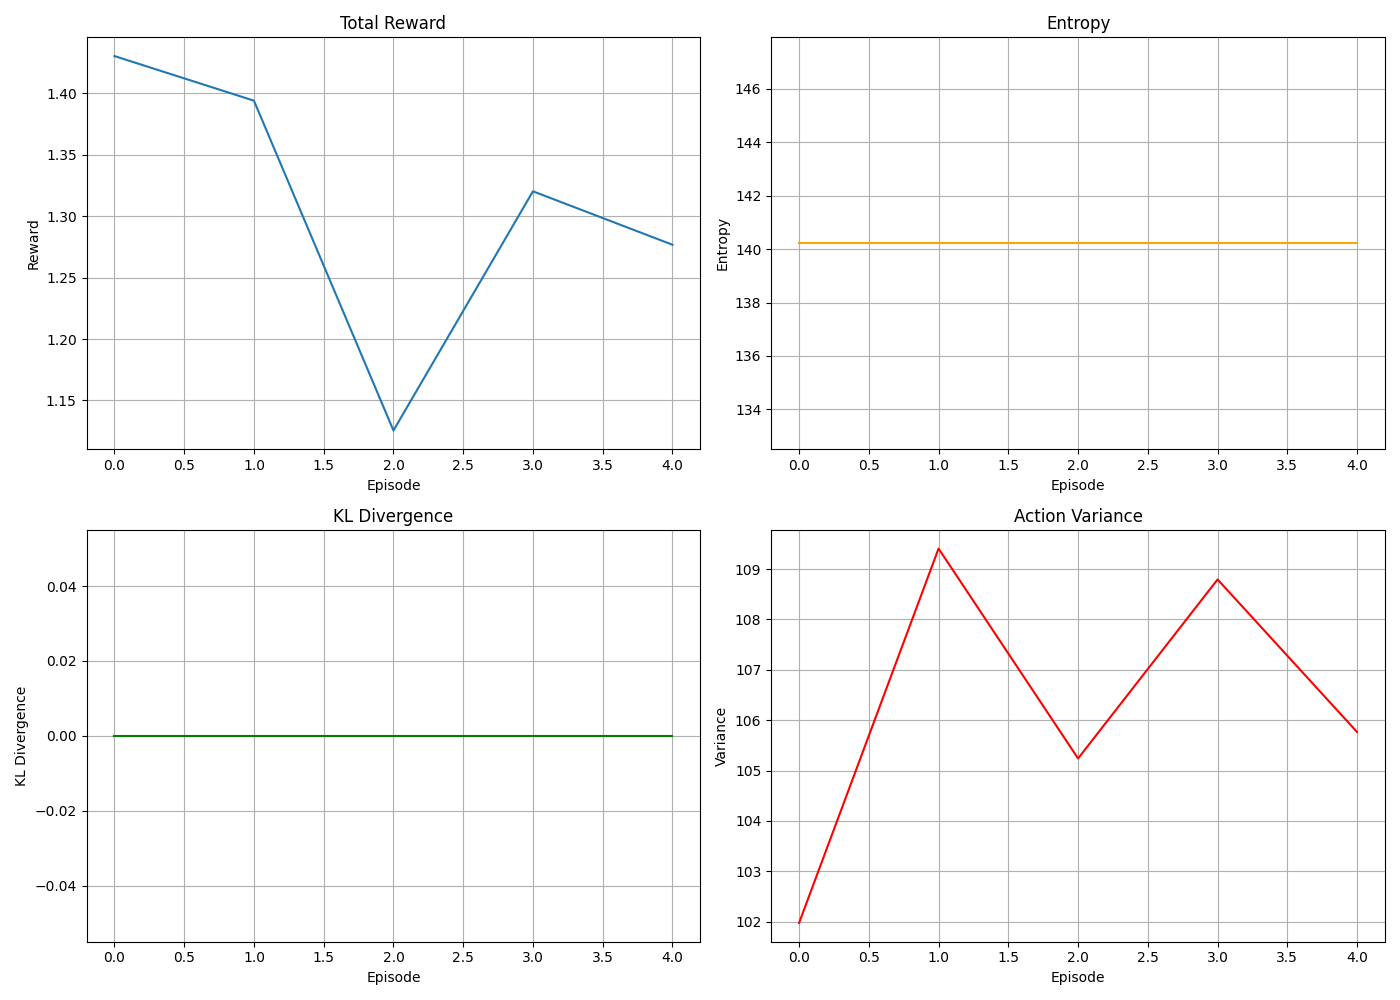 Total Reward
Reward
1.40
1.35
1.30
1.25
1.20
1.15
0.0 0.5 1.0 1.5 2.0 2.5 3.0 3.5 4.0
Episode
Entropy
Entropy
146
144
142
140
138
136
134
0.0 0.5 1.0 1.5 2.0 2.5 3.0 3.5 4.0
Episode
KL Divergence
KL Divergence
0.04
0.02
0.00
−0.02
−0.04
0.0 0.5 1.0 1.5 2.0 2.5 3.0 3.5 4.0
Episode
Action Variance
Variance
109
108
107
106
105
104
103
102
0.0 0.5 1.0 1.5 2.0 2.5 3.0 3.5 4.0
Episode